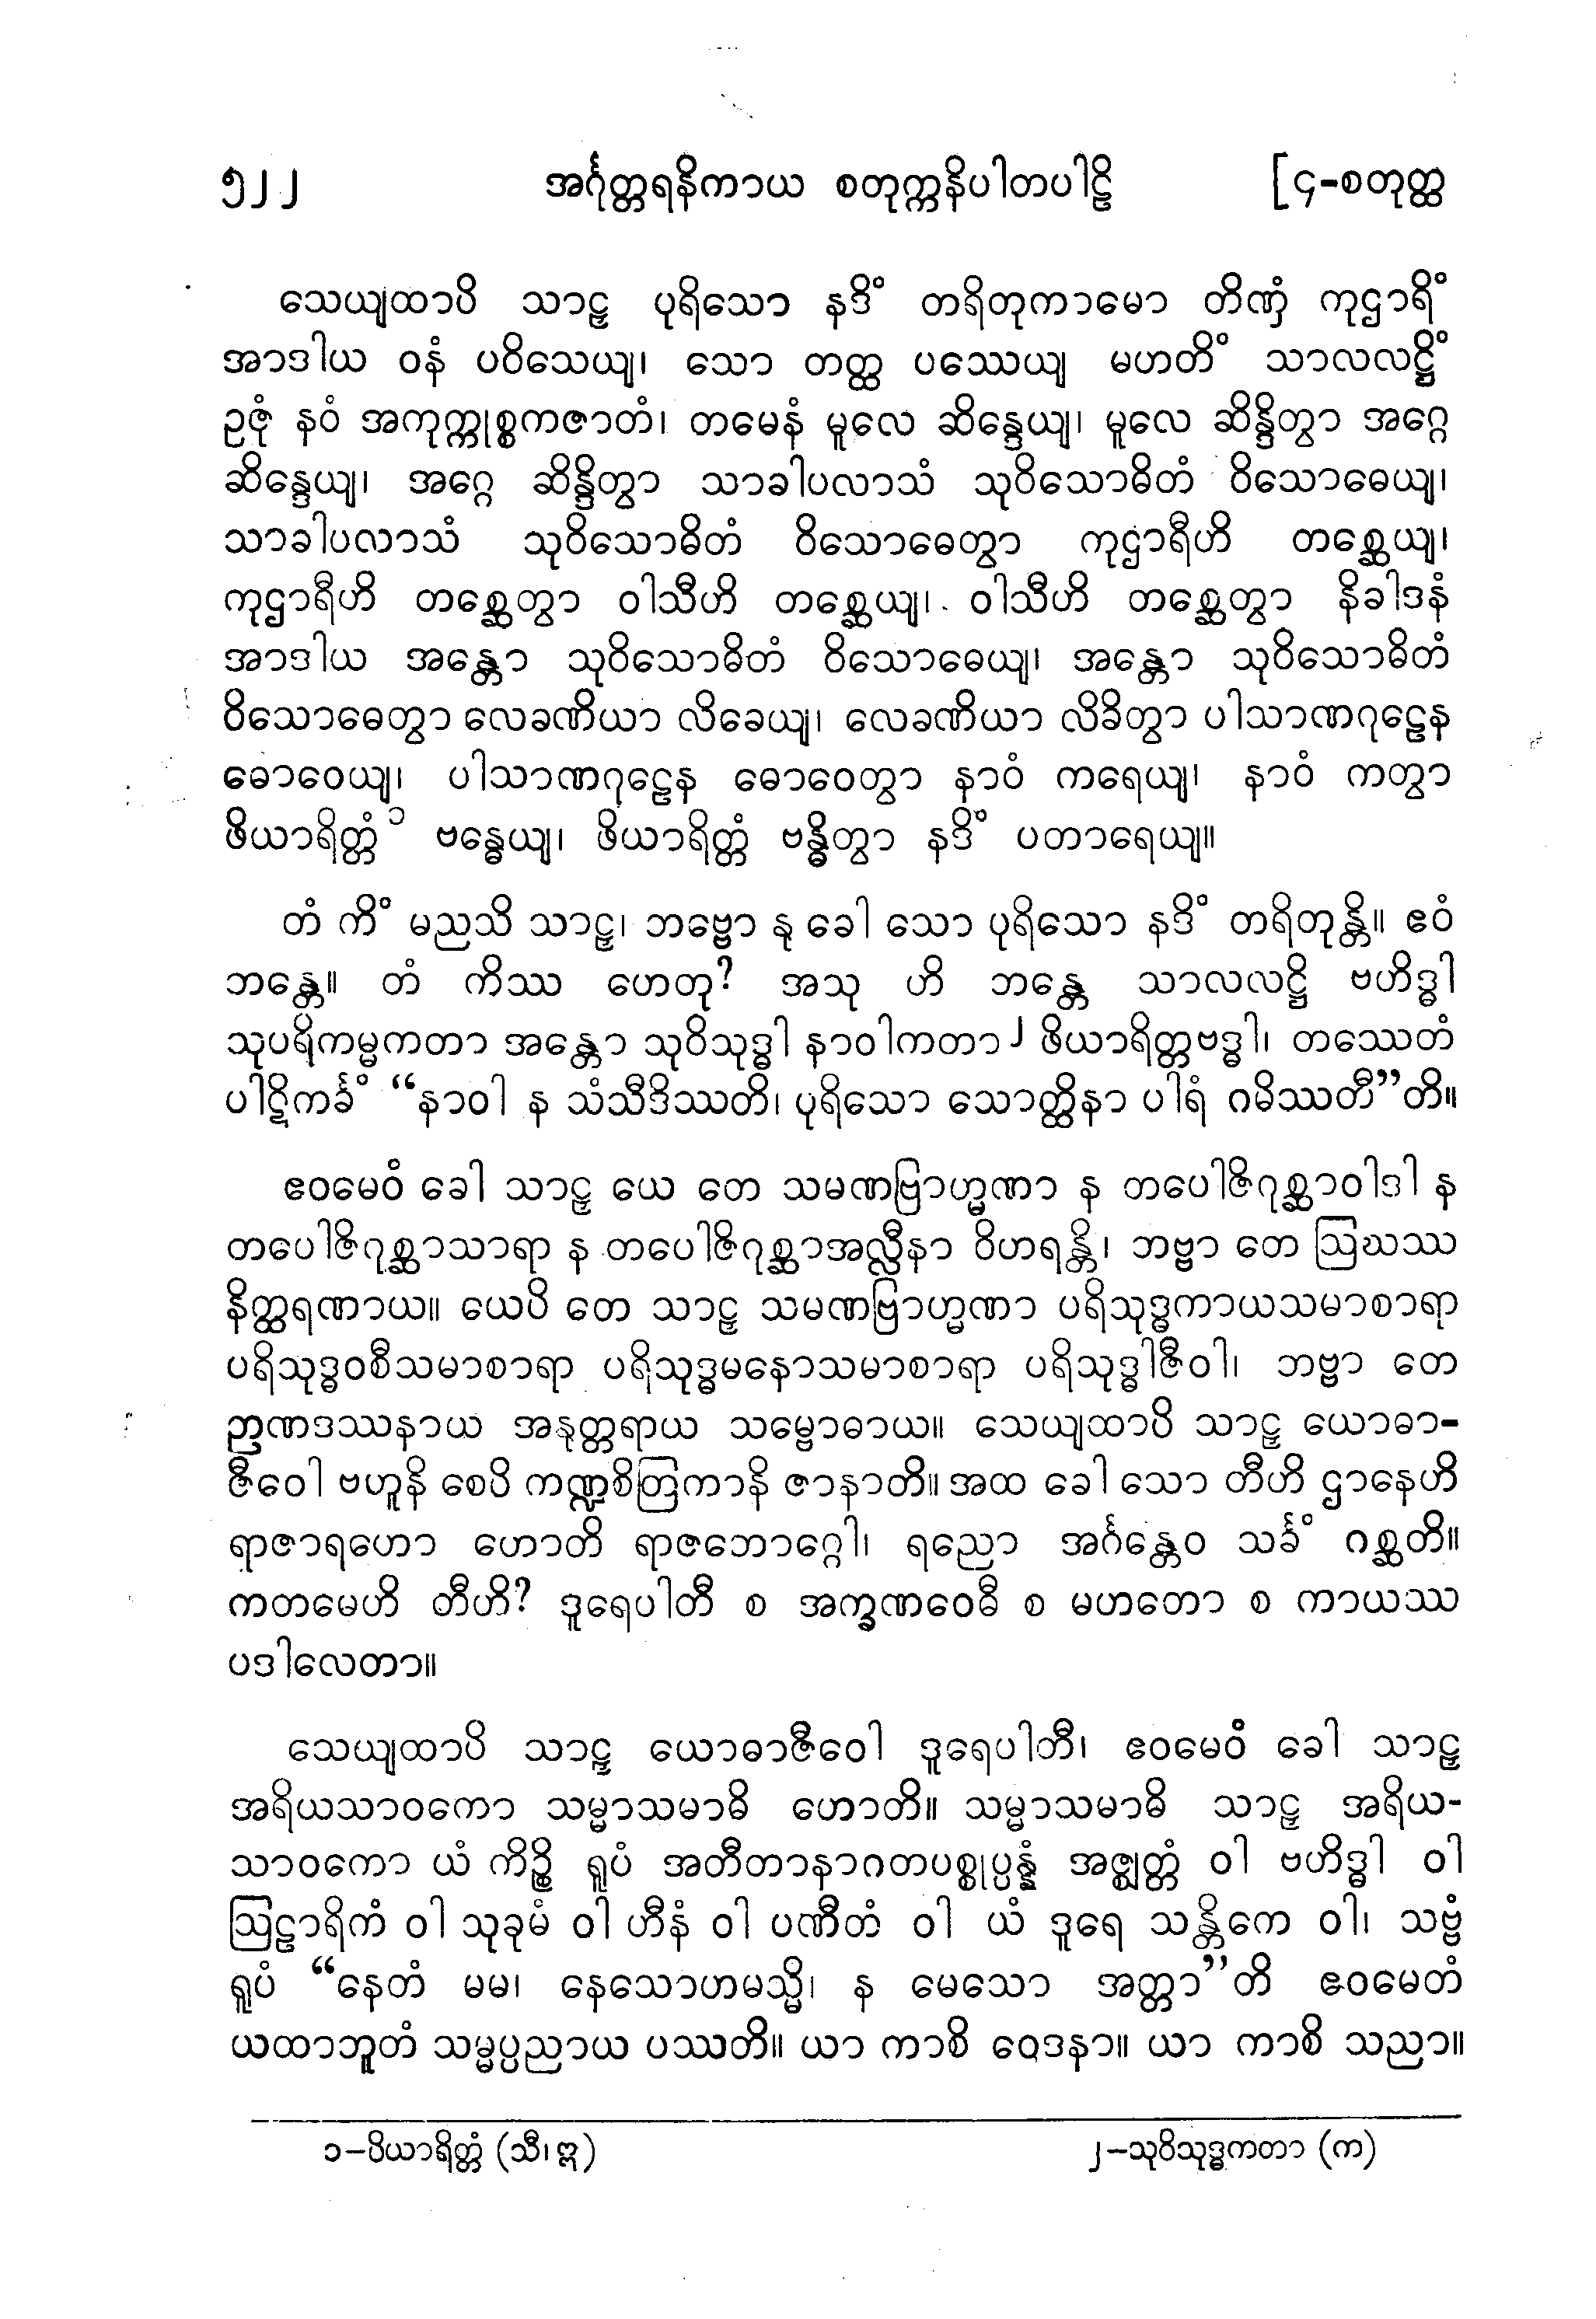 ၅၂၂ အင်္ဂုတ္တရနိကာယ စတုက္ကနိပါတပါဠိ [၄-စတုတ္ထ
သေယျထာပိ သာဠှ ပုရိသော နဒိံ တရိတုကာမော တိဏှံ ကုဌာရိံ
အာဒါယ ဝနံ ပဝိသေယျ၊ သော တတ္ထ ပဿေယျ မဟတိံ သာလလဋ္ဌိံ
ဥဇုံ နဝံ အကုက္ကုစ္စကဇာတံ၊ တမေနံ မူလေ ဆိန္ဒေယျ၊ မူလေ ဆိန္ဒိတွာ အဂ္ဂေ
ဆိန္ဒေယျ၊ အဂ္ဂေ ဆိန္ဒိတွာ သာခါပလာသံ သုဝိသောဓိတံ ဝိသောဓေယျ၊
သာခါပလာသံ သုဝိသောဓိတံ ဝိသောဓေတွာ ကုဌာရီဟိ တစ္ဆေယျ၊
ကုဌာရီဟိ တစ္ဆေတွာ ဝါသီဟိ တစ္ဆေယျ၊ ဝါသီဟိ တစ္ဆေတွာ နိခါဒနံ
အာဒါယ အန္တော သုဝိသောဓိတံ ဝိသောဓေယျ၊ အန္တော သုဝိသောဓိတံ
ဝိသောဓေတွာ လေခဏိယာ လိခေယျ၊ လေခဏိယာ လိခိတွာ ပါသာဏဂုဠေန
ဓောဝေယျ၊ ပါသာဏဂုဠေန ဓောဝေတွာ နာဝံ ကရေယျ၊ နာဝံ ကတွာ
ဖိယာရိတ္တံ ၁ ဗန္ဓေယျ၊ ဖိယာရိတ္တံ ဗန္ဓိတွာ နဒိံ ပတာရေယျ။
တံ ကိံ မညသိ သာဠှ၊ ဘဗ္ဗော နု ခေါ သော ပုရိသော နဒိံ တရိတုန္တိ။ ဧဝံ
ဘန္တေ။ တံ ကိဿ ဟေတု? အသု ဟိ ဘန္တေ သာလလဋ္ဌိ ဗဟိဒ္ဓါ
သုပရိကမ္မကတာ အန္တော သုဝိသုဒ္ဓါ နာဝါကတာ ၂ ဖိယာရိတ္တဗဒ္ဓါ၊ တဿေတံ
ပါဋိကင်္ခံ “နာဝါ န သံသီဒိဿတိ၊ ပုရိသော သောတ္ထိနာ ပါရံ ဂမိဿတီ”တိ။
ဧဝမေဝံ ခေါ သာဠှ ယေ တေ သမဏဗြာဟ္မဏာ န တပေါဇိဂုစ္ဆာဝါဒါ န
တပေါဇိဂုစ္ဆာသာရာ န တပေါဇိဂုစ္ဆာအလ္လီနာ ဝိဟရန္တိ၊ ဘဗ္ဗာ တေ ဩဃဿ
နိတ္ထရဏာယ။ ယေပိ တေ သာဠှ သမဏဗြာဟ္မဏာ ပရိသုဒ္ဓကာယသမာစာရာ
ပရိသုဒ္ဓဝစီသမာစာရာ ပရိသုဒ္ဓမနောသမာစာရာ ပရိသုဒ္ဓါဇီဝါ၊ ဘဗ္ဗာ တေ
ဉာဏဒဿနာယ အနုတ္တရာယ သမ္ဗောဓာယ။ သေယျထာပိ သာဠှ ယောဓာ-
ဇီဝေါ ဗဟူနိ စေပိ ကဏ္ဍစိတြကာနိ ဇာနာတိ။ အထ ခေါ သော တီဟိ ဌာနေဟိ
ရာဇာရဟော ဟောတိ ရာဇဘောဂ္ဂေါ၊ ရညော အင်္ဂန္တေဝ သင်္ခံ ဂစ္ဆတိ။
ကတမေဟိ တီဟိ? ဒူရေပါတီ စ အက္ခဏဝေဓီ စ မဟတော စ ကာယဿ
ပဒါလေတာ။
သေယျထာပိ သာဠှ ယောဓာဇီဝေါ ဒူရေပါတီ၊ ဧဝမေဝံ ခေါ သာဠှ
အရိယသာဝကော သမ္မာသမာဓိ ဟောတိ။ သမ္မာသမာဓိ သာဠှ အရိယ-
သာဝကော ယံ ကိဉ္စိ ရူပံ အတီတာနာဂတပစ္စုပ္ပန္နံ အဇ္ဈတ္တံ ဝါ ဗဟိဒ္ဓါ ဝါ
ဩဠာရိကံ ဝါ သုခုမံ ဝါ ဟီနံ ဝါ ပဏီတံ ဝါ ယံ ဒူရေ သန္တိကေ ဝါ၊ သဗ္ဗံ
ရူပံ “နေတံ မမ၊ နေသောဟမသ္မိ၊ န မေသော အတ္တာ”တိ ဧဝမေတံ
ယထာဘူတံ သမ္မပ္ပညာယ ပဿတိ။ ယာ ကာစိ ဝေဒနာ။ ယာ ကာစိ သညာ။
၁-ပိယာရိတ္တံ (သီ၊ ဣ) ၂-သုဝိသုဒ္ဓကတာ (က)